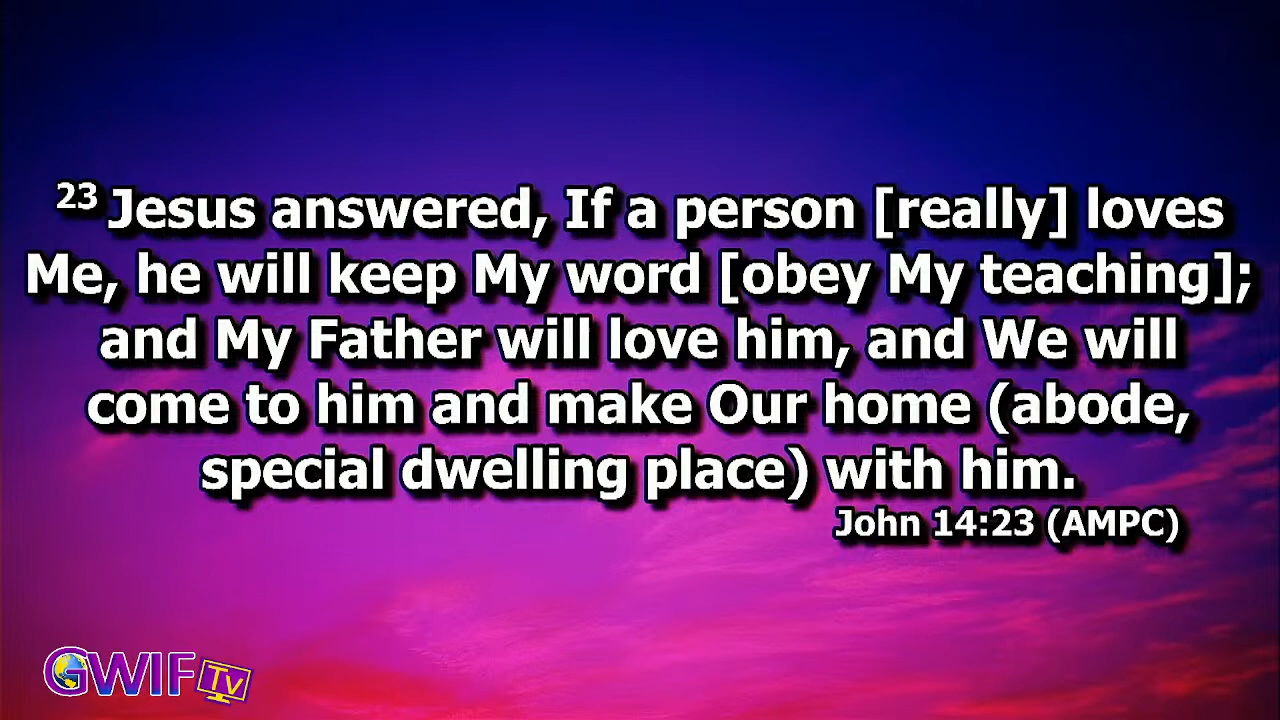 23 Jesus answered, If a person [really] loves
Me, he will keep My word [obey My teaching];
and My Father will love him, and We will
come to him and make Our home (abode,
special dwelling place) with him.
John 14:23 (AMPC)
GWIF Tv